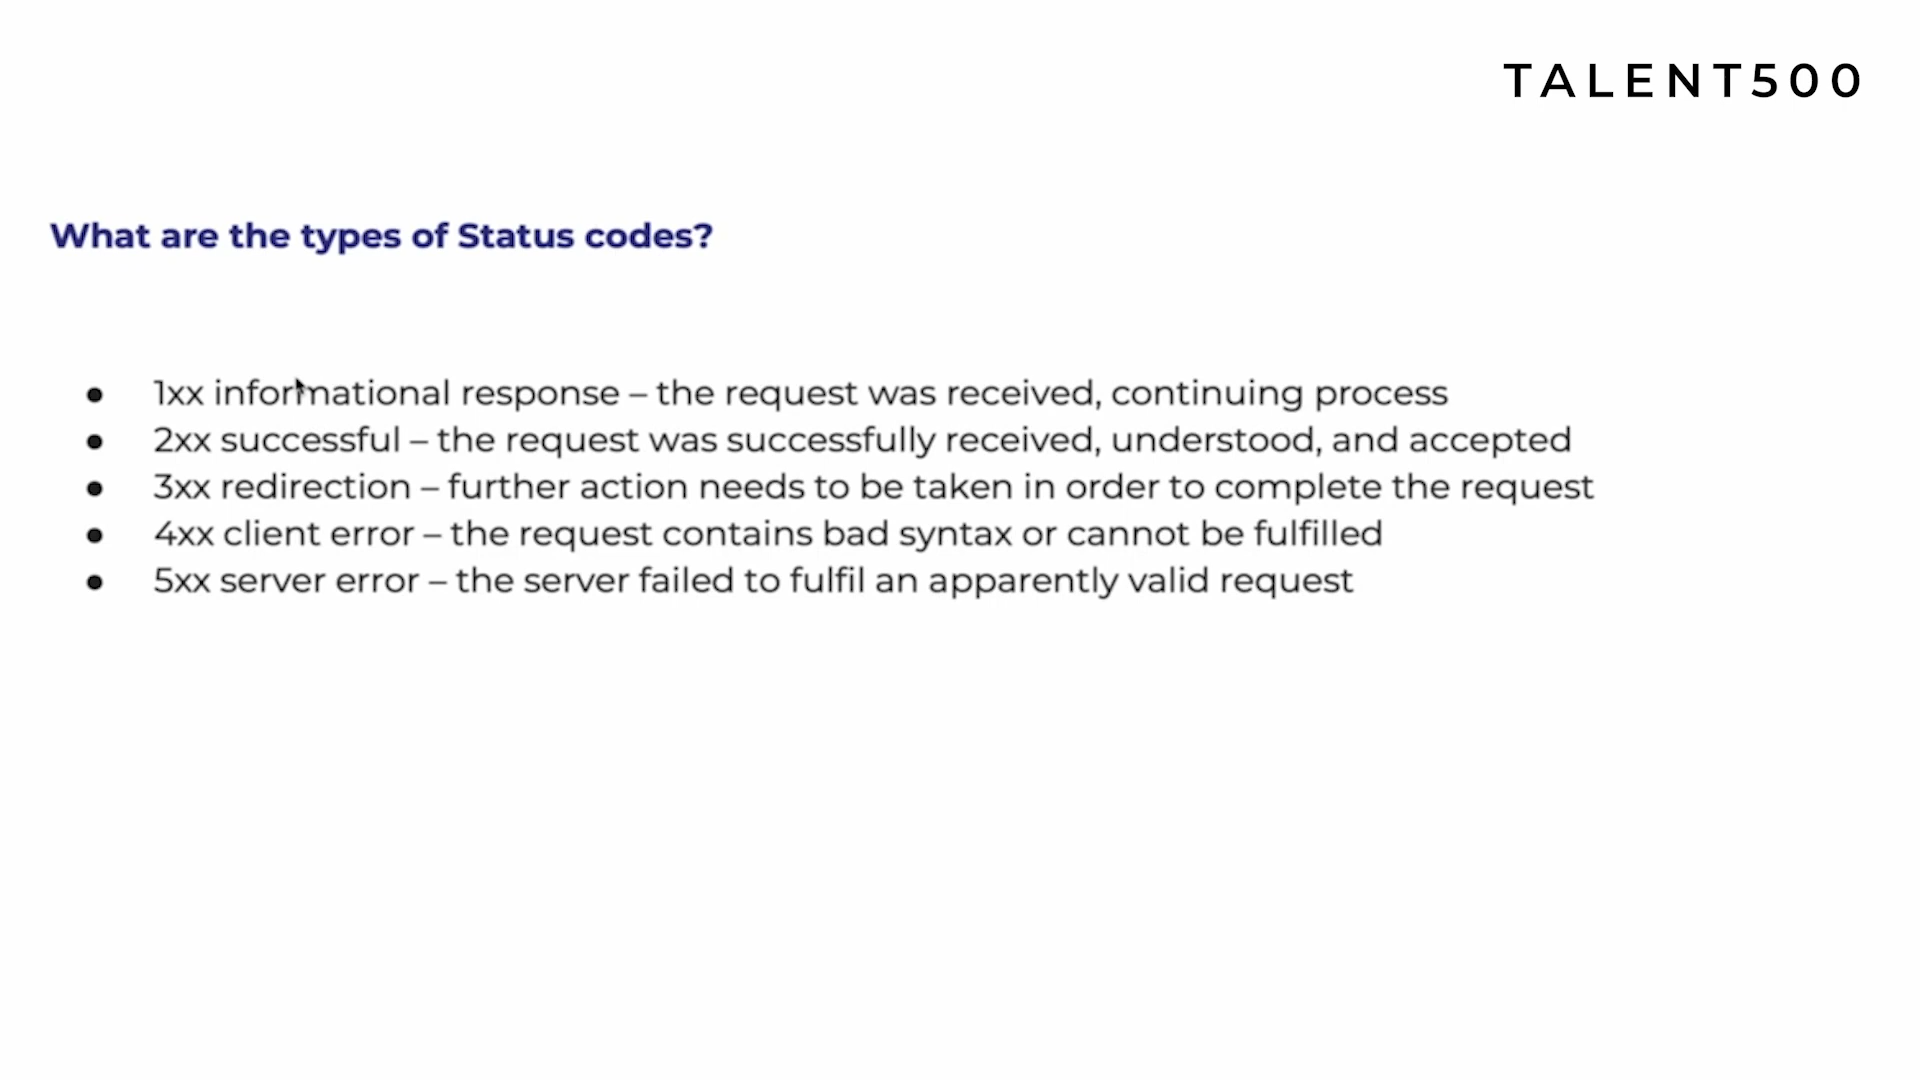 TALENT500
What are the types of Status codes?
● 1xx informational response – the request was received, continuing process
● 2xx successful – the request was successfully received, understood, and accepted
● 3xx redirection – further action needs to be taken in order to complete the request
● 4xx client error – the request contains bad syntax or cannot be fulfilled
● 5xx server error – the server failed to fulfil an apparently valid request